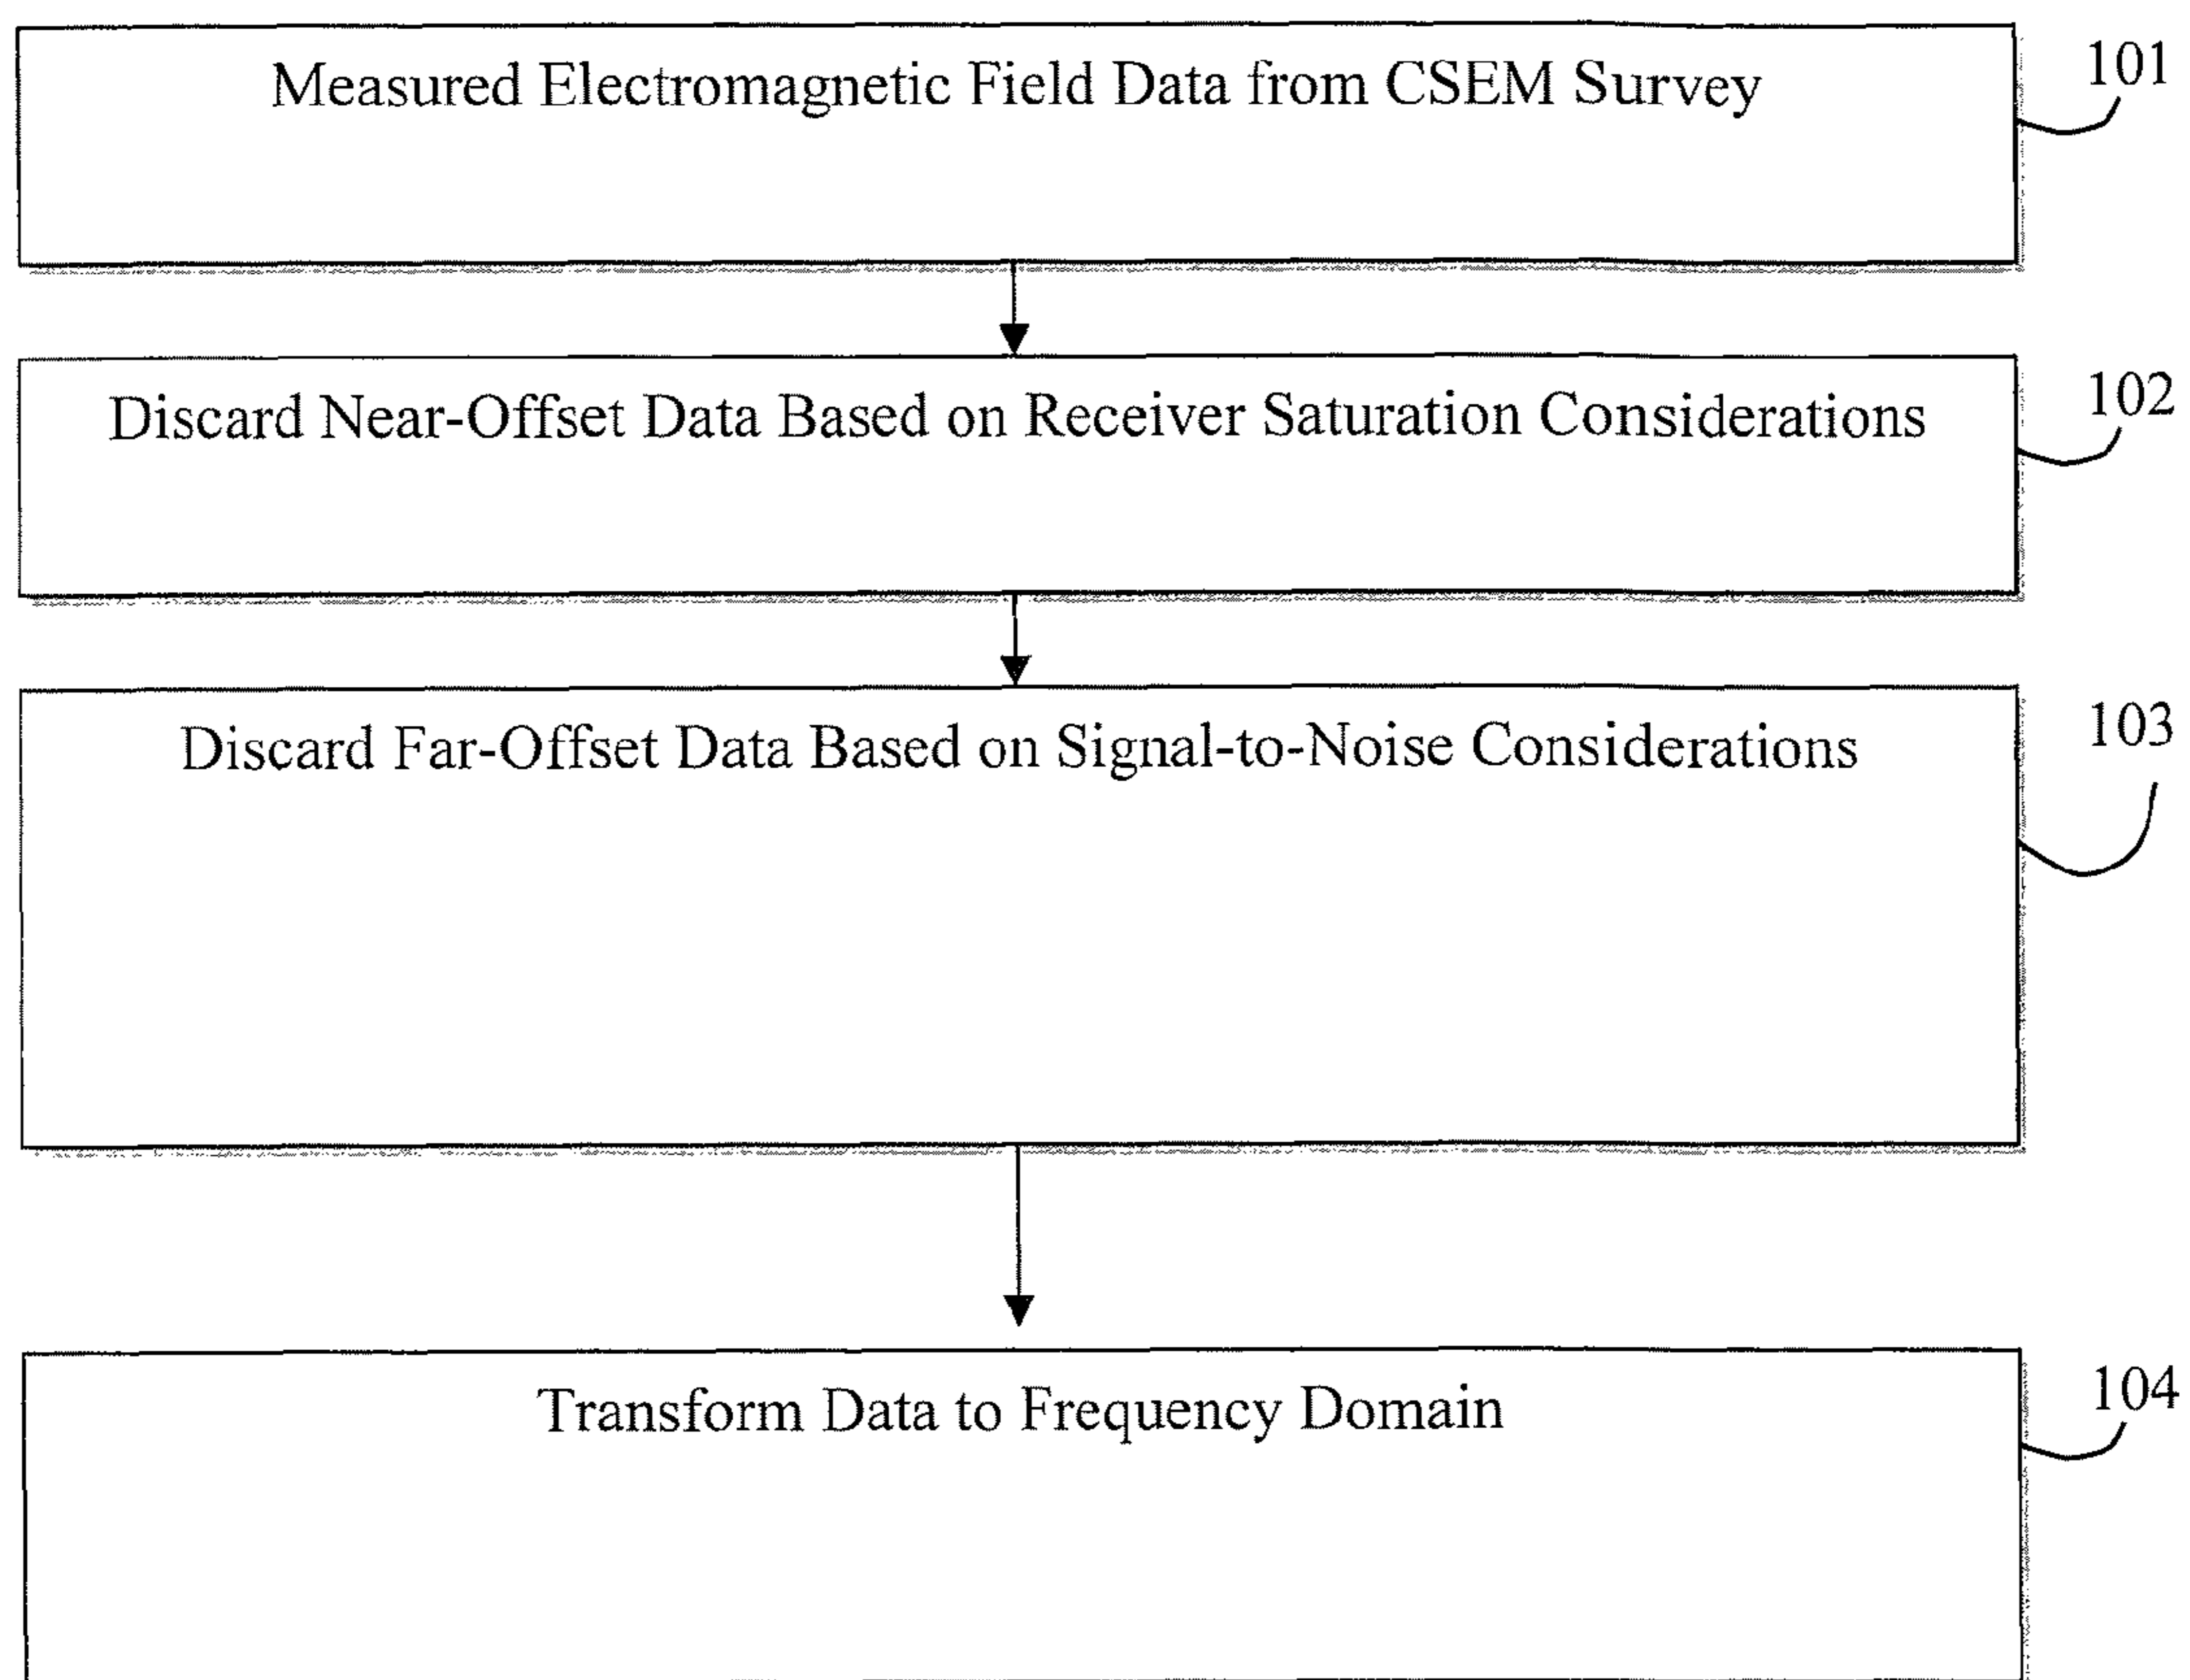 Measured Electromagnetic Field Data from CSEM Survey
101
Discard Near-Offset Data Based on Receiver Saturation Considerations
102
Discard Far-Offset Data Based on Signal-to-Noise Considerations
103
Transform Data to Frequency Domain
104